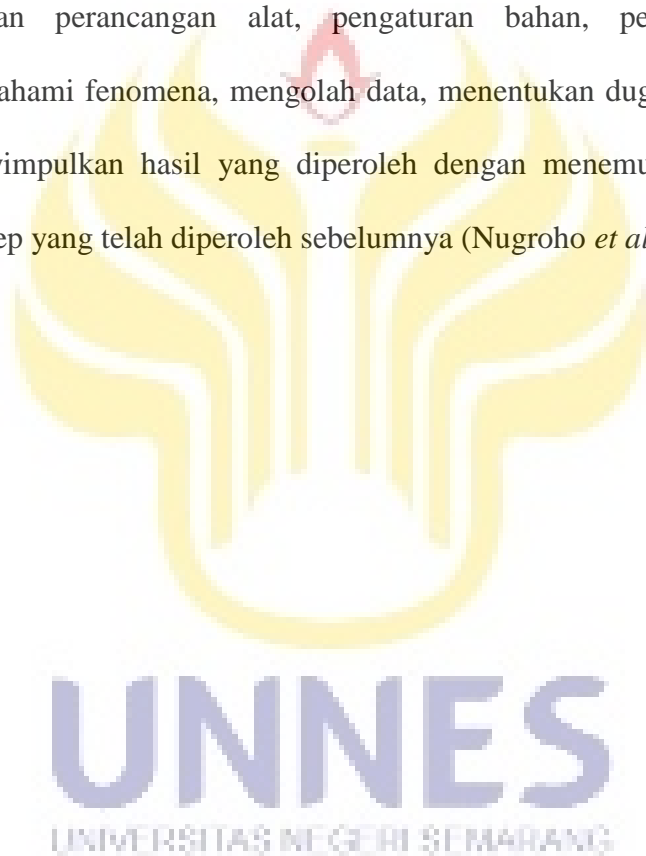 an perancangan alat, pengaturan bahan, pe
ahami fenomena, mengolah data, menentukan dug
yimpulkan hasil yang diperoleh dengan menemu
ep yang telah diperoleh sebelumnya (Nugroho et al
UNNES
UNIVERSITAS NEGERI SEMARANG